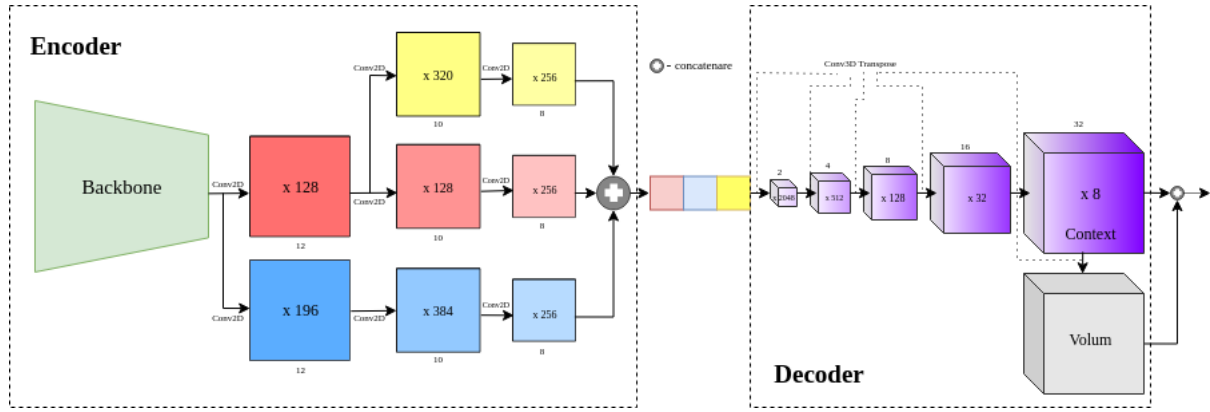 Encoder
Backbone
Conv2D
x 128
12
Conv2D
x 196
12
Conv2D
x 320
10
Conv2D
x 256
8
Conv2D
x 128
10
Conv2D
x 256
8
Conv2D
x 384
10
Conv2D
x 256
8
- concatenare
Conv3D Transpose
2
x 2048
4
x 512
8
x 128
16
x 32
32
x 8
Context
Volum
Decoder